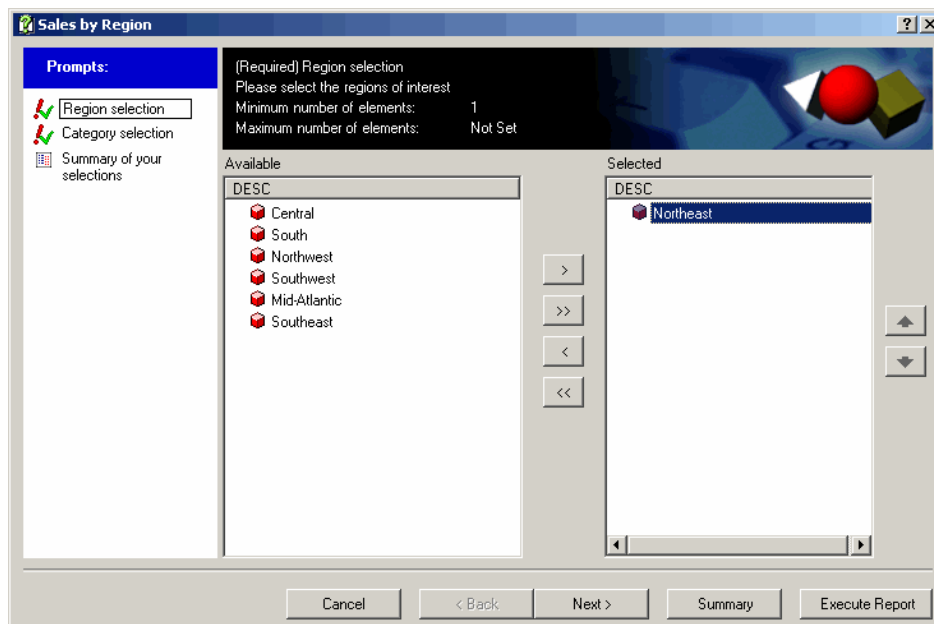 Sales by Region
Prompts:
Region selection
Category selection
Summary of your
selections
(Required) Region selection
Please select the regions of interest
Minimum number of elements: 1
Maximum number of elements: Not Set
Available
DESC
Central
South
Northwest
Southwest
Mid-Atlantic
Southeast
>
>>
<
<<
Selected
DESC
Northeast
Cancel
< Back
Next >
Summary
Execute Report